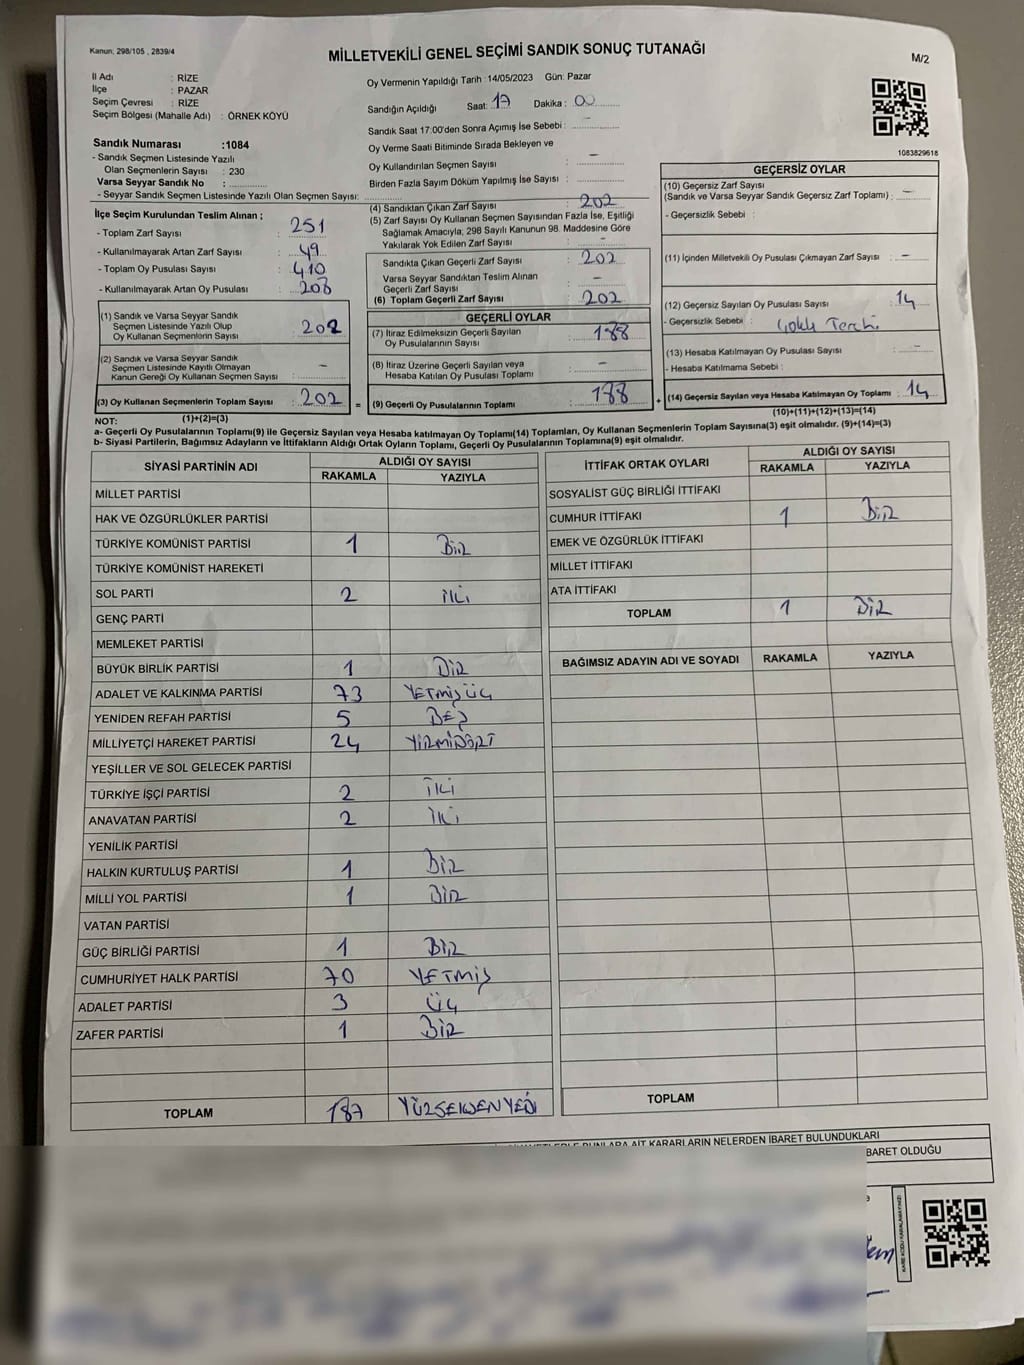 Kanun: 298/105 , 2839/4
MİLLETVEKİLİ GENEL SEÇİMİ SANDIK SONUÇ TUTANAĞI
M/2
İl Adı : RİZE
İlçe : PAZAR
Seçim Çevresi : RİZE
Seçim Bölgesi (Mahalle Adı) : ÖRNEK KÖYÜ
Sandık Numarası :1084
- Sandık Seçmen Listesinde Yazılı
Olan Seçmenlerin Sayısı : 230
Varsa Seyyar Sandık No :
- Seyyar Sandık Seçmen Listesinde Yazılı Olan Seçmen Sayısı:
Oy Vermenin Yapıldığı Tarih :14/05/2023 Gün: Pazar
Sandığın Açıldığı Saat: 17 Dakika : 00
Sandık Saat 17:00'den Sonra Açılmış İse Sebebi : –
Oy Verme Saati Bitiminde Sırada Bekleyen ve
Oy Kullandırılan Seçmen Sayısı : –
Birden Fazla Sayım Döküm Yapılmış İse Sayısı : –
1083829618
İlçe Seçim Kurulundan Teslim Alınan ;
- Toplam Zarf Sayısı : 251
- Kullanılmayarak Artan Zarf Sayısı : 49
- Toplam Oy Pusulası Sayısı : 410
- Kullanılmayarak Artan Oy Pusulası : 208
(1) Sandık ve Varsa Seyyar Sandık
Seçmen Listesinde Yazılı Olup
Oy Kullanan Seçmenlerin Sayısı : 202
(2) Sandık ve Varsa Seyyar Sandık
Seçmen Listesinde Kayıtlı Olmayan
Kanun Gereği Oy Kullanan Seçmen Sayısı : –
(3) Oy Kullanan Seçmenlerin Toplam Sayısı : 202
(4) Sandıktan Çıkan Zarf Sayısı : 202
(5) Zarf Sayısı Oy Kullanan Seçmen Sayısından Fazla İse, Eşitliği
Sağlamak Amacıyla; 298 Sayılı Kanunun 98. Maddesine Göre
Yakılarak Yok Edilen Zarf Sayısı : –
Sandıkta Çıkan Geçerli Zarf Sayısı : 202
Varsa Seyyar Sandıktan Teslim Alınan
Geçerli Zarf Sayısı : –
(6) Toplam Geçerli Zarf Sayısı : 202
GEÇERLİ OYLAR
(7) İtiraz Edilmeksizin Geçerli Sayılan
Oy Pusulalarının Sayısı : 188
(8) İtiraz Üzerine Geçerli Sayılan veya
Hesaba Katılan Oy Pusulası Toplamı : –
= (9) Geçerli Oy Pusulalarının Toplamı : 188 +
GEÇERSİZ OYLAR
(10) Geçersiz Zarf Sayısı
(Sandık ve Varsa Seyyar Sandık Geçersiz Zarf Toplamı) : –
- Geçersizlik Sebebi :
(11) İçinden Milletvekili Oy Pusulası Çıkmayan Zarf Sayısı : –
(12) Geçersiz Sayılan Oy Pusulası Sayısı : 14
- Geçersizlik Sebebi : Çoklu Tercih
(13) Hesaba Katılmayan Oy Pusulası Sayısı : –
- Hesaba Katılmama Sebebi :
(14) Geçersiz Sayılan veya Hesaba Katılmayan Oy Toplamı : 14
NOT: (1)+(2)=(3) (10)+(11)+(12)+(13)=(14)
a- Geçerli Oy Pusulalarının Toplamı(9) ile Geçersiz Sayılan veya Hesaba katılmayan Oy Toplamı(14) Toplamları, Oy Kullanan Seçmenlerin Toplam Sayısına(3) eşit olmalıdır. (9)+(14)=(3)
b- Siyasi Partilerin, Bağımsız Adayların ve İttifakların Aldığı Ortak Oyların Toplamı, Geçerli Oy Pusulalarının Toplamına(9) eşit olmalıdır.
SİYASİ PARTİNİN ADI ALDIĞI OY SAYISI
RAKAMLA YAZIYLA
MİLLET PARTİSİ
HAK VE ÖZGÜRLÜKLER PARTİSİ
TÜRKİYE KOMÜNİST PARTİSİ 1 BİR
TÜRKİYE KOMÜNİST HAREKETİ
SOL PARTİ 2 İKİ
GENÇ PARTİ
MEMLEKET PARTİSİ
BÜYÜK BİRLİK PARTİSİ 1 BİR
ADALET VE KALKINMA PARTİSİ 73 YETMİŞ ÜÇ
YENİDEN REFAH PARTİSİ 5 BEŞ
MİLLİYETÇİ HAREKET PARTİSİ 24 YİRMİDÖRT
YEŞİLLER VE SOL GELECEK PARTİSİ
TÜRKİYE İŞÇİ PARTİSİ 2 İKİ
ANAVATAN PARTİSİ 2 İKİ
YENİLİK PARTİSİ
HALKIN KURTULUŞ PARTİSİ 1 BİR
MİLLİ YOL PARTİSİ 1 BİR
VATAN PARTİSİ
GÜÇ BİRLİĞİ PARTİSİ 1 BİR
CUMHURİYET HALK PARTİSİ 70 YETMİŞ
ADALET PARTİSİ 3 ÜÇ
ZAFER PARTİSİ 1 BİR
TOPLAM 187 YÜZSEKSENYEDİ
İTTİFAK ORTAK OYLARI ALDIĞI OY SAYISI
RAKAMLA YAZIYLA
SOSYALİST GÜÇ BİRLİĞİ İTTİFAKI
CUMHUR İTTİFAKI 1 BİR
EMEK VE ÖZGÜRLÜK İTTİFAKI
MİLLET İTTİFAKI
ATA İTTİFAKI
TOPLAM 1 BİR
BAĞIMSIZ ADAYIN ADI VE SOYADI RAKAMLA YAZIYLA
TOPLAM
BUNLARA AİT KARARLARIN NELERDEN İBARET BULUNDUKLARI
İBARET OLDUĞU